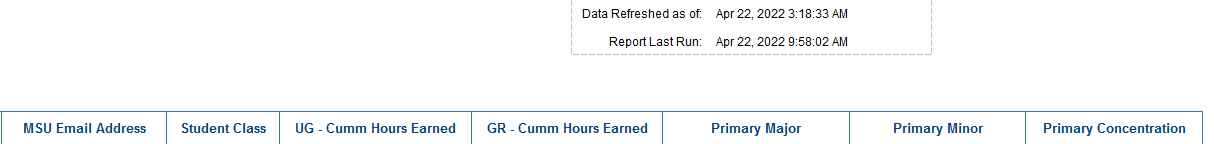 Data Refreshed as of: Apr 22, 2022 3:18:33 AM
Report Last Run: Apr 22, 2022 9:58:02 AM
MSU Email Address Student Class UG - Cumm Hours Earned GR - Cumm Hours Earned Primary Major Primary Minor Primary Concentration